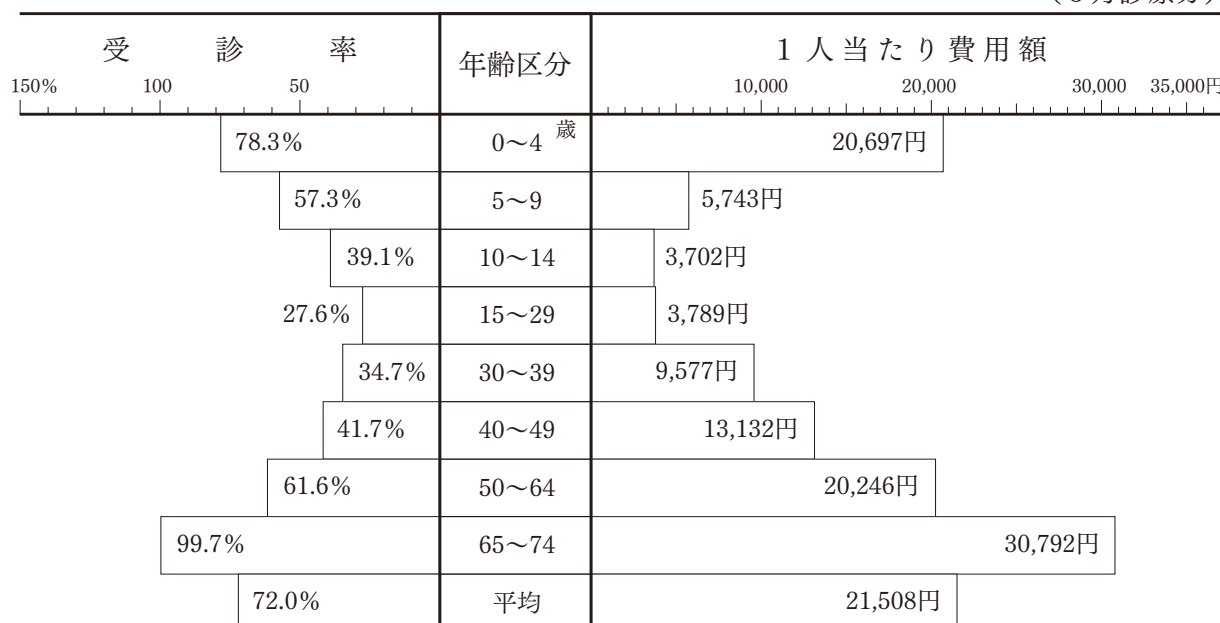 受診率 年齢区分 1人当たり費用額
150% 100 50 10,000 20,000 30,000 35,000円
78.3% 0～4歳 20,697円
57.3% 5～9 5,743円
39.1% 10～14 3,702円
27.6% 15～29 3,789円
34.7% 30～39 9,577円
41.7% 40～49 13,132円
61.6% 50～64 20,246円
99.7% 65～74 30,792円
72.0% 平均 21,508円